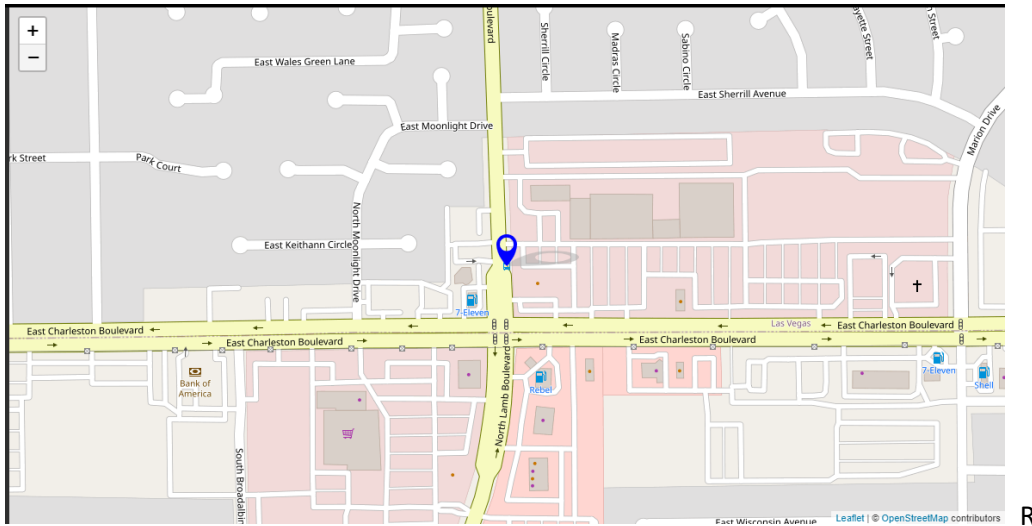 +
−
oulevard
Sherrill Circle
Madras Circle
Sabino Circle
ayette Street
Street
East Wales Green Lane
East Sherrill Avenue
Marion Drive
East Moonlight Drive
rk Street
Park Court
North Moonlight Drive
East Keithann Circle
7-Eleven
East Charleston Boulevard
Las Vegas
East Charleston Boulevard
East Charleston Boulevard
East Charleston Boulevard
Bank of
America
North Lamb Boulevard
Rebel
7-Eleven
Shell
South Broadalbin
East Wisconsin Avenue
Leaflet | © OpenStreetMap contributors
R